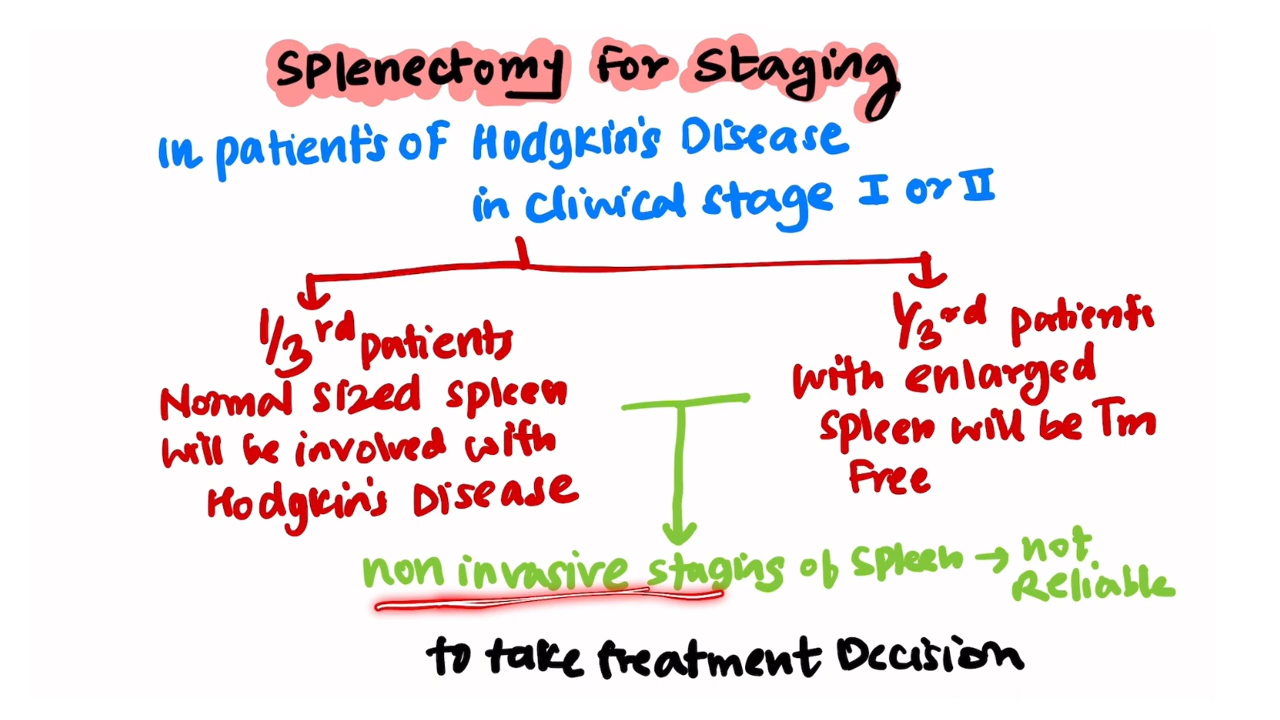 Splenectomy for staging
in patients of Hodgkin's Disease
in clinical stage I or II
1/3rd patients
Normal sized spleen
will be involved with
Hodgkin's Disease
1/3rd patients
with enlarged
spleen will be Tm
Free
non invasive staging of spleen → not
Reliable
to take treatment Decision